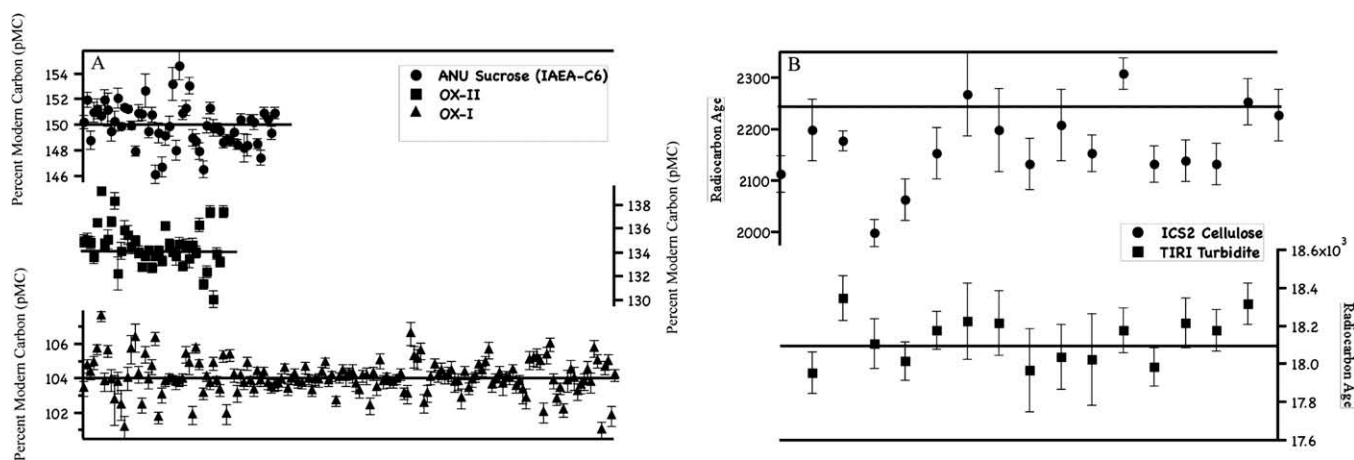 A
Percent Modern Carbon (pMC)
154
152
150
148
146
ANU Sucrose (IAEA-C6)
OX-II
OX-I
138
136
134
132
130
Percent Modern Carbon (pMC)
Percent Modern Carbon (pMC)
106
104
102
B
Radiocarbon Age
2300
2200
2100
2000
ICS2 Cellulose
TIRI Turbidite
18.6x10³
18.4
18.2
18.0
17.8
17.6
Radiocarbon Age